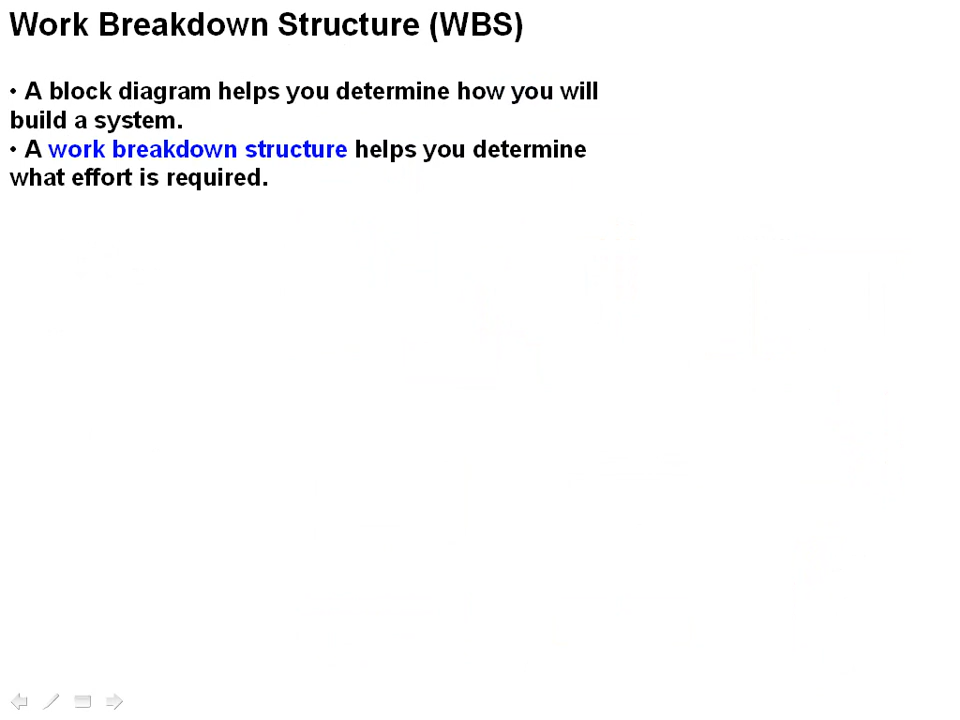 Work Breakdown Structure (WBS)
• A block diagram helps you determine how you will
build a system.
• A work breakdown structure helps you determine
what effort is required.